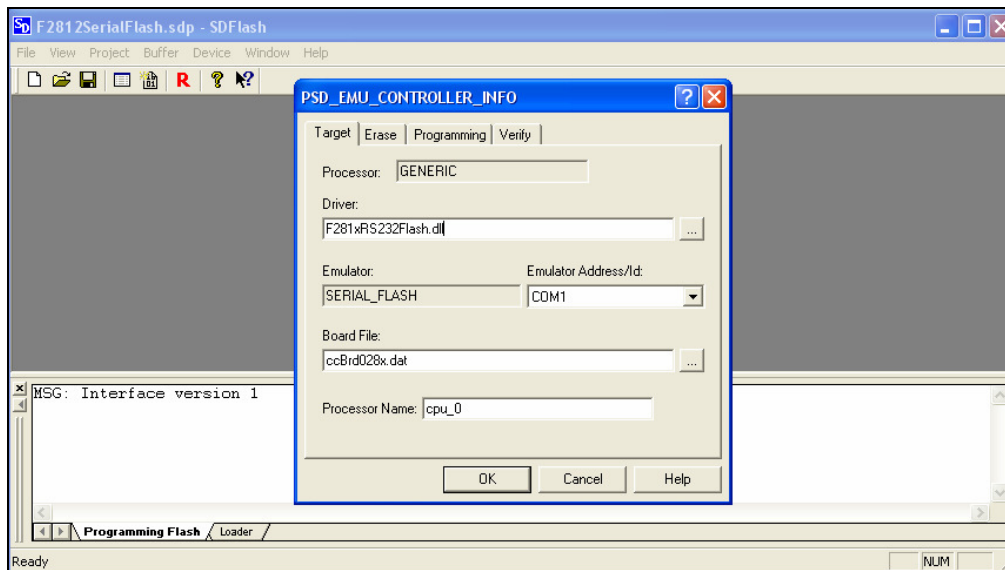 SD F2812SerialFlash.sdp - SDFlash
File View Project Buffer Device Window Help
01 R ? ?
PSD_EMU_CONTROLLER_INFO ?
Target Erase Programming Verify
Processor: GENERIC
Driver:
F281xRS232Flash.dll
...
Emulator: Emulator Address/Id:
SERIAL_FLASH COM1
Board File:
ccBrd028x.dat
...
Processor Name: cpu_0
OK Cancel Help
MSG: Interface version 1
Programming Flash Loader
Ready NUM